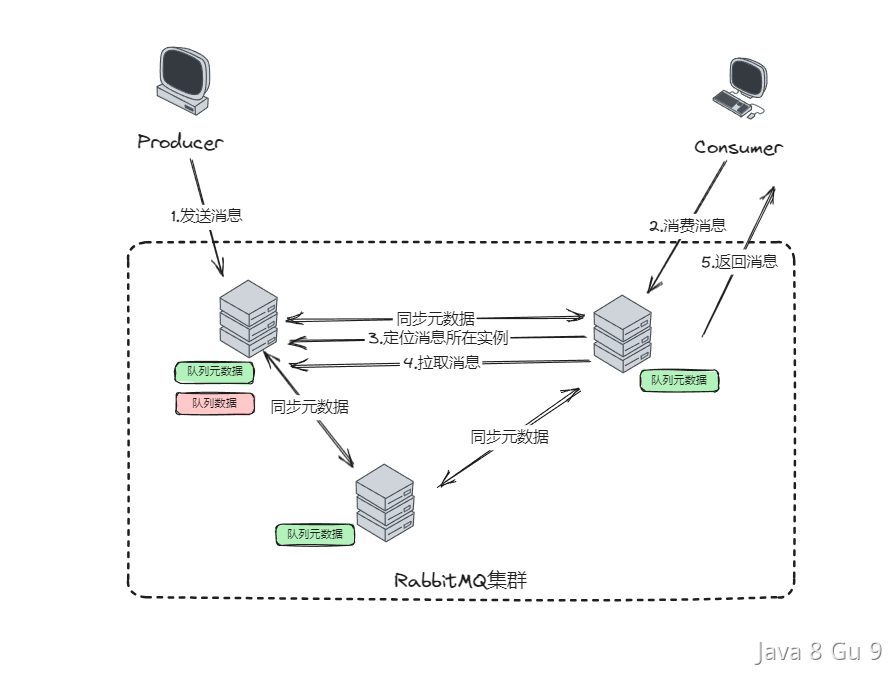 Producer
Consumer
1.发送消息
2.消费消息
5.返回消息
同步元数据
3.定位消息所在实例
4.拉取消息
队列元数据
队列数据
队列元数据
同步元数据
同步元数据
队列元数据
RabbitMQ集群
Java 8 Gu 9